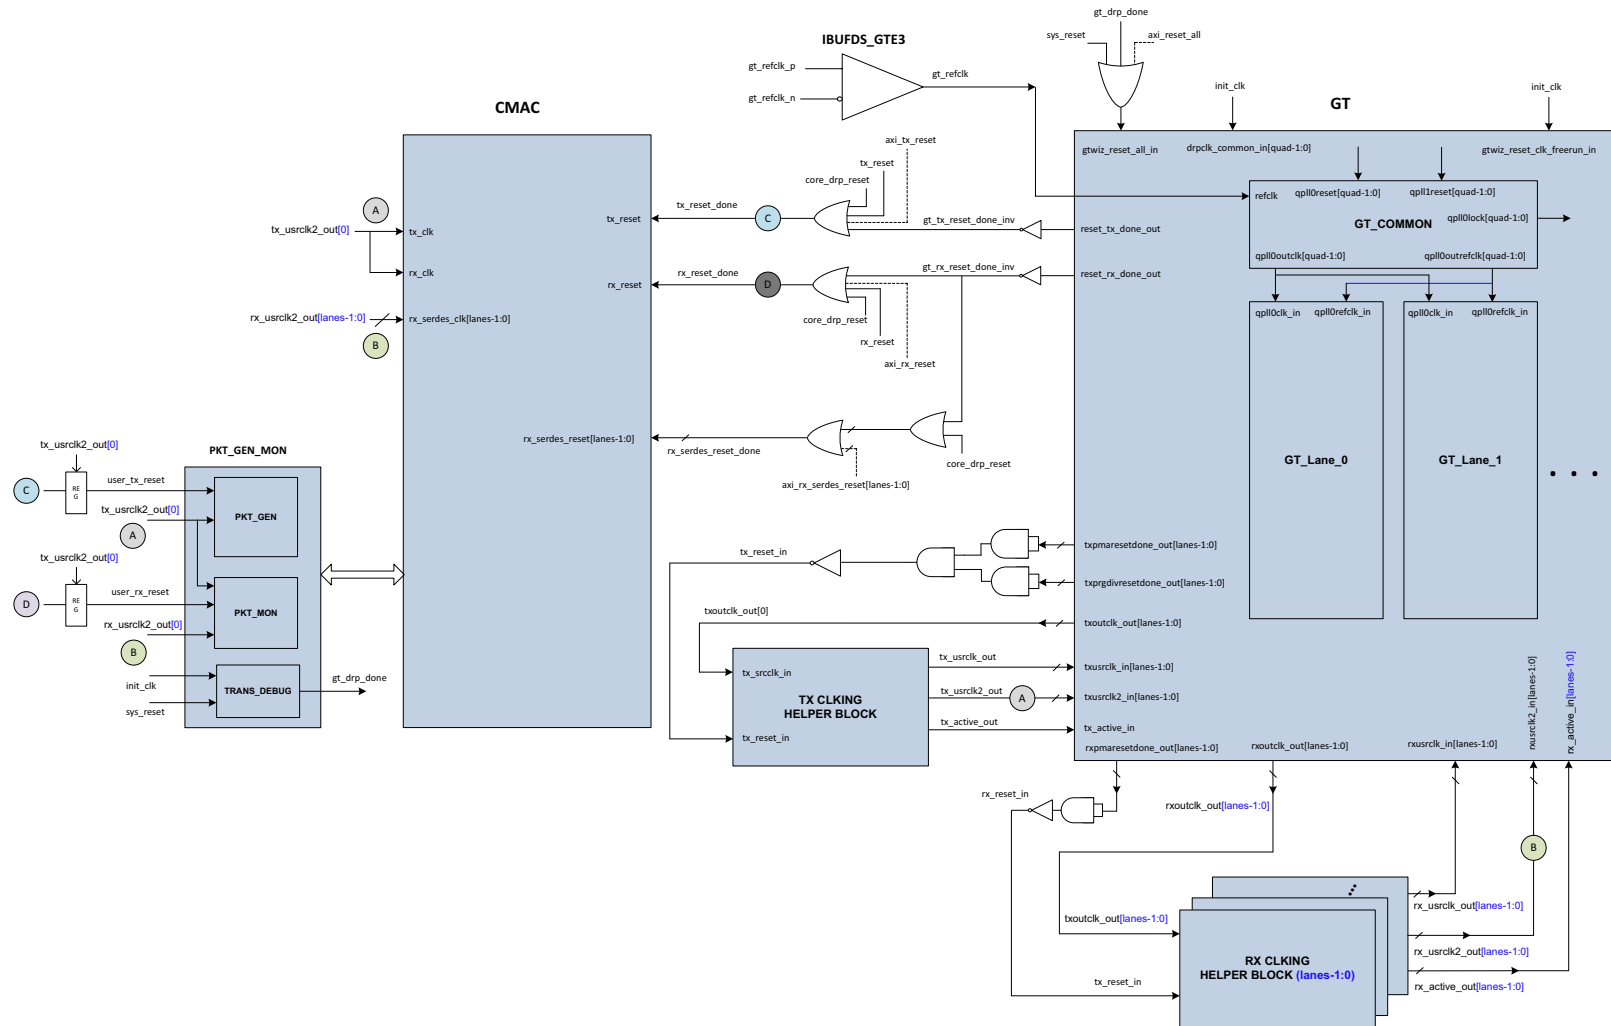 gt_drp_done
sys_reset
axi_reset_all
IBUFDS_GTE3
gt_refclk_p
gt_refclk_n
gt_refclk
init_clk
init_clk
CMAC
GT
gtwiz_reset_all_in
drpclk_common_in[quad-1:0]
gtwiz_reset_clk_freerun_in
axi_tx_reset
tx_reset
core_drp_reset
refclk
qpll0reset[quad-1:0]
qpll1reset[quad-1:0]
GT_COMMON
qpll0lock[quad-1:0]
qpll0outclk[quad-1:0]
qpll0outrefclk[quad-1:0]
A
tx_usrclk2_out[0]
tx_clk
tx_reset
tx_reset_done
C
gt_tx_reset_done_inv
reset_tx_done_out
rx_clk
rx_reset
rx_reset_done
D
gt_rx_reset_done_inv
reset_rx_done_out
rx_usrclk2_out[lanes-1:0]
rx_serdes_clk[lanes-1:0]
B
core_drp_reset
rx_reset
axi_rx_reset
qpll0clk_in
qpll0refclk_in
qpll0clk_in
qpll0refclk_in
GT_Lane_0
GT_Lane_1
rx_serdes_reset[lanes-1:0]
rx_serdes_reset_done
core_drp_reset
axi_rx_serdes_reset[lanes-1:0]
tx_usrclk2_out[0]
PKT_GEN_MON
C
RE
G
user_tx_reset
tx_usrclk2_out[0]
A
PKT_GEN
tx_usrclk2_out[0]
D
RE
G
user_rx_reset
rx_usrclk2_out[0]
B
PKT_MON
init_clk
sys_reset
TRANS_DEBUG
gt_drp_done
tx_reset_in
txpmaresetdone_out[lanes-1:0]
txprgdivresetdone_out[lanes-1:0]
txoutclk_out[0]
txoutclk_out[lanes-1:0]
tx_srcclk_in
TX CLKING
HELPER BLOCK
tx_reset_in
tx_usrclk_out
tx_usrclk2_out
A
tx_active_out
txusrclk_in[lanes-1:0]
txusrclk2_in[lanes-1:0]
tx_active_in
rxpmaresetdone_out[lanes-1:0]
rxoutclk_out[lanes-1:0]
rxusrclk_in[lanes-1:0]
rxusrclk2_in[lanes-1:0]
rx_active_in[lanes-1:0]
rx_reset_in
rxoutclk_out[lanes-1:0]
B
txoutclk_out[lanes-1:0]
tx_reset_in
RX CLKING
HELPER BLOCK (lanes-1:0)
rx_usrclk_out[lanes-1:0]
rx_usrclk2_out[lanes-1:0]
rx_active_out[lanes-1:0]